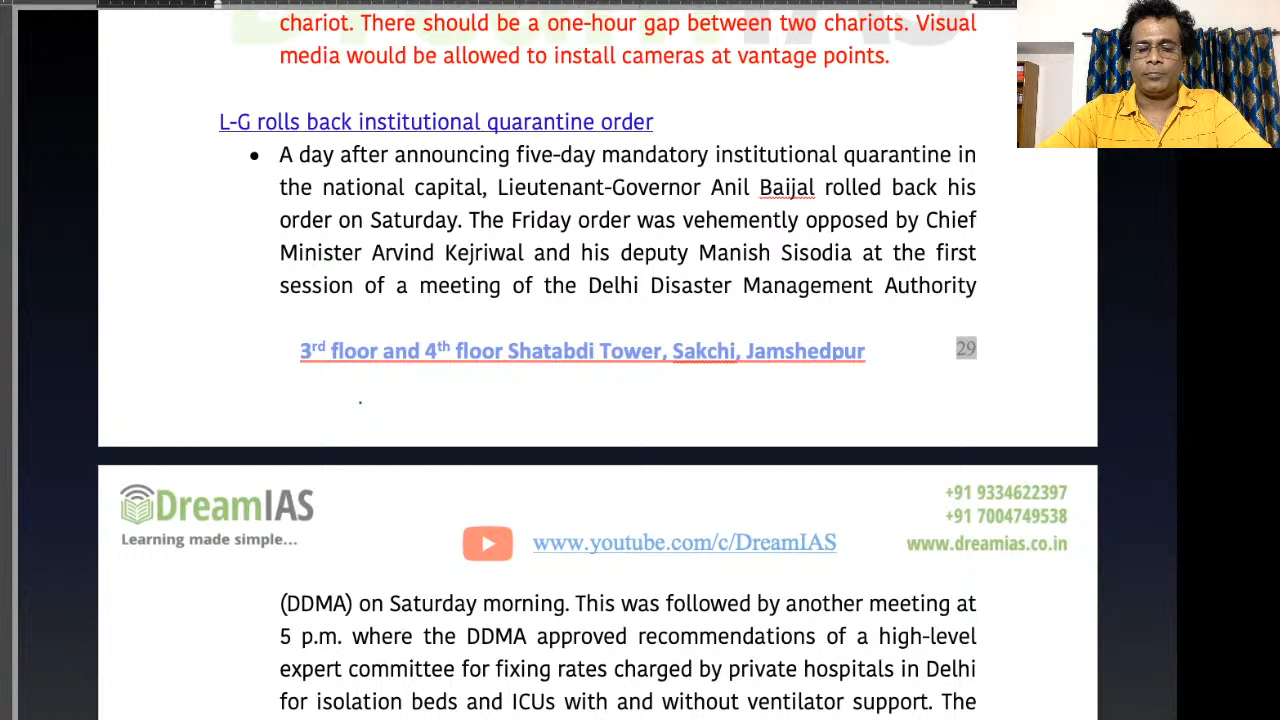 chariot. There should be a one-hour gap between two chariots. Visual
media would be allowed to install cameras at vantage points.
L-G rolls back institutional quarantine order
• A day after announcing five-day mandatory institutional quarantine in
the national capital, Lieutenant-Governor Anil Baijal rolled back his
order on Saturday. The Friday order was vehemently opposed by Chief
Minister Arvind Kejriwal and his deputy Manish Sisodia at the first
session of a meeting of the Delhi Disaster Management Authority
3rd floor and 4th floor Shatabdi Tower, Sakchi, Jamshedpur
29
DreamIAS
Learning made simple...
www.youtube.com/c/DreamIAS
+91 9334622397
+91 7004749538
www.dreamias.co.in
(DDMA) on Saturday morning. This was followed by another meeting at
5 p.m. where the DDMA approved recommendations of a high-level
expert committee for fixing rates charged by private hospitals in Delhi
for isolation beds and ICUs with and without ventilator support. The